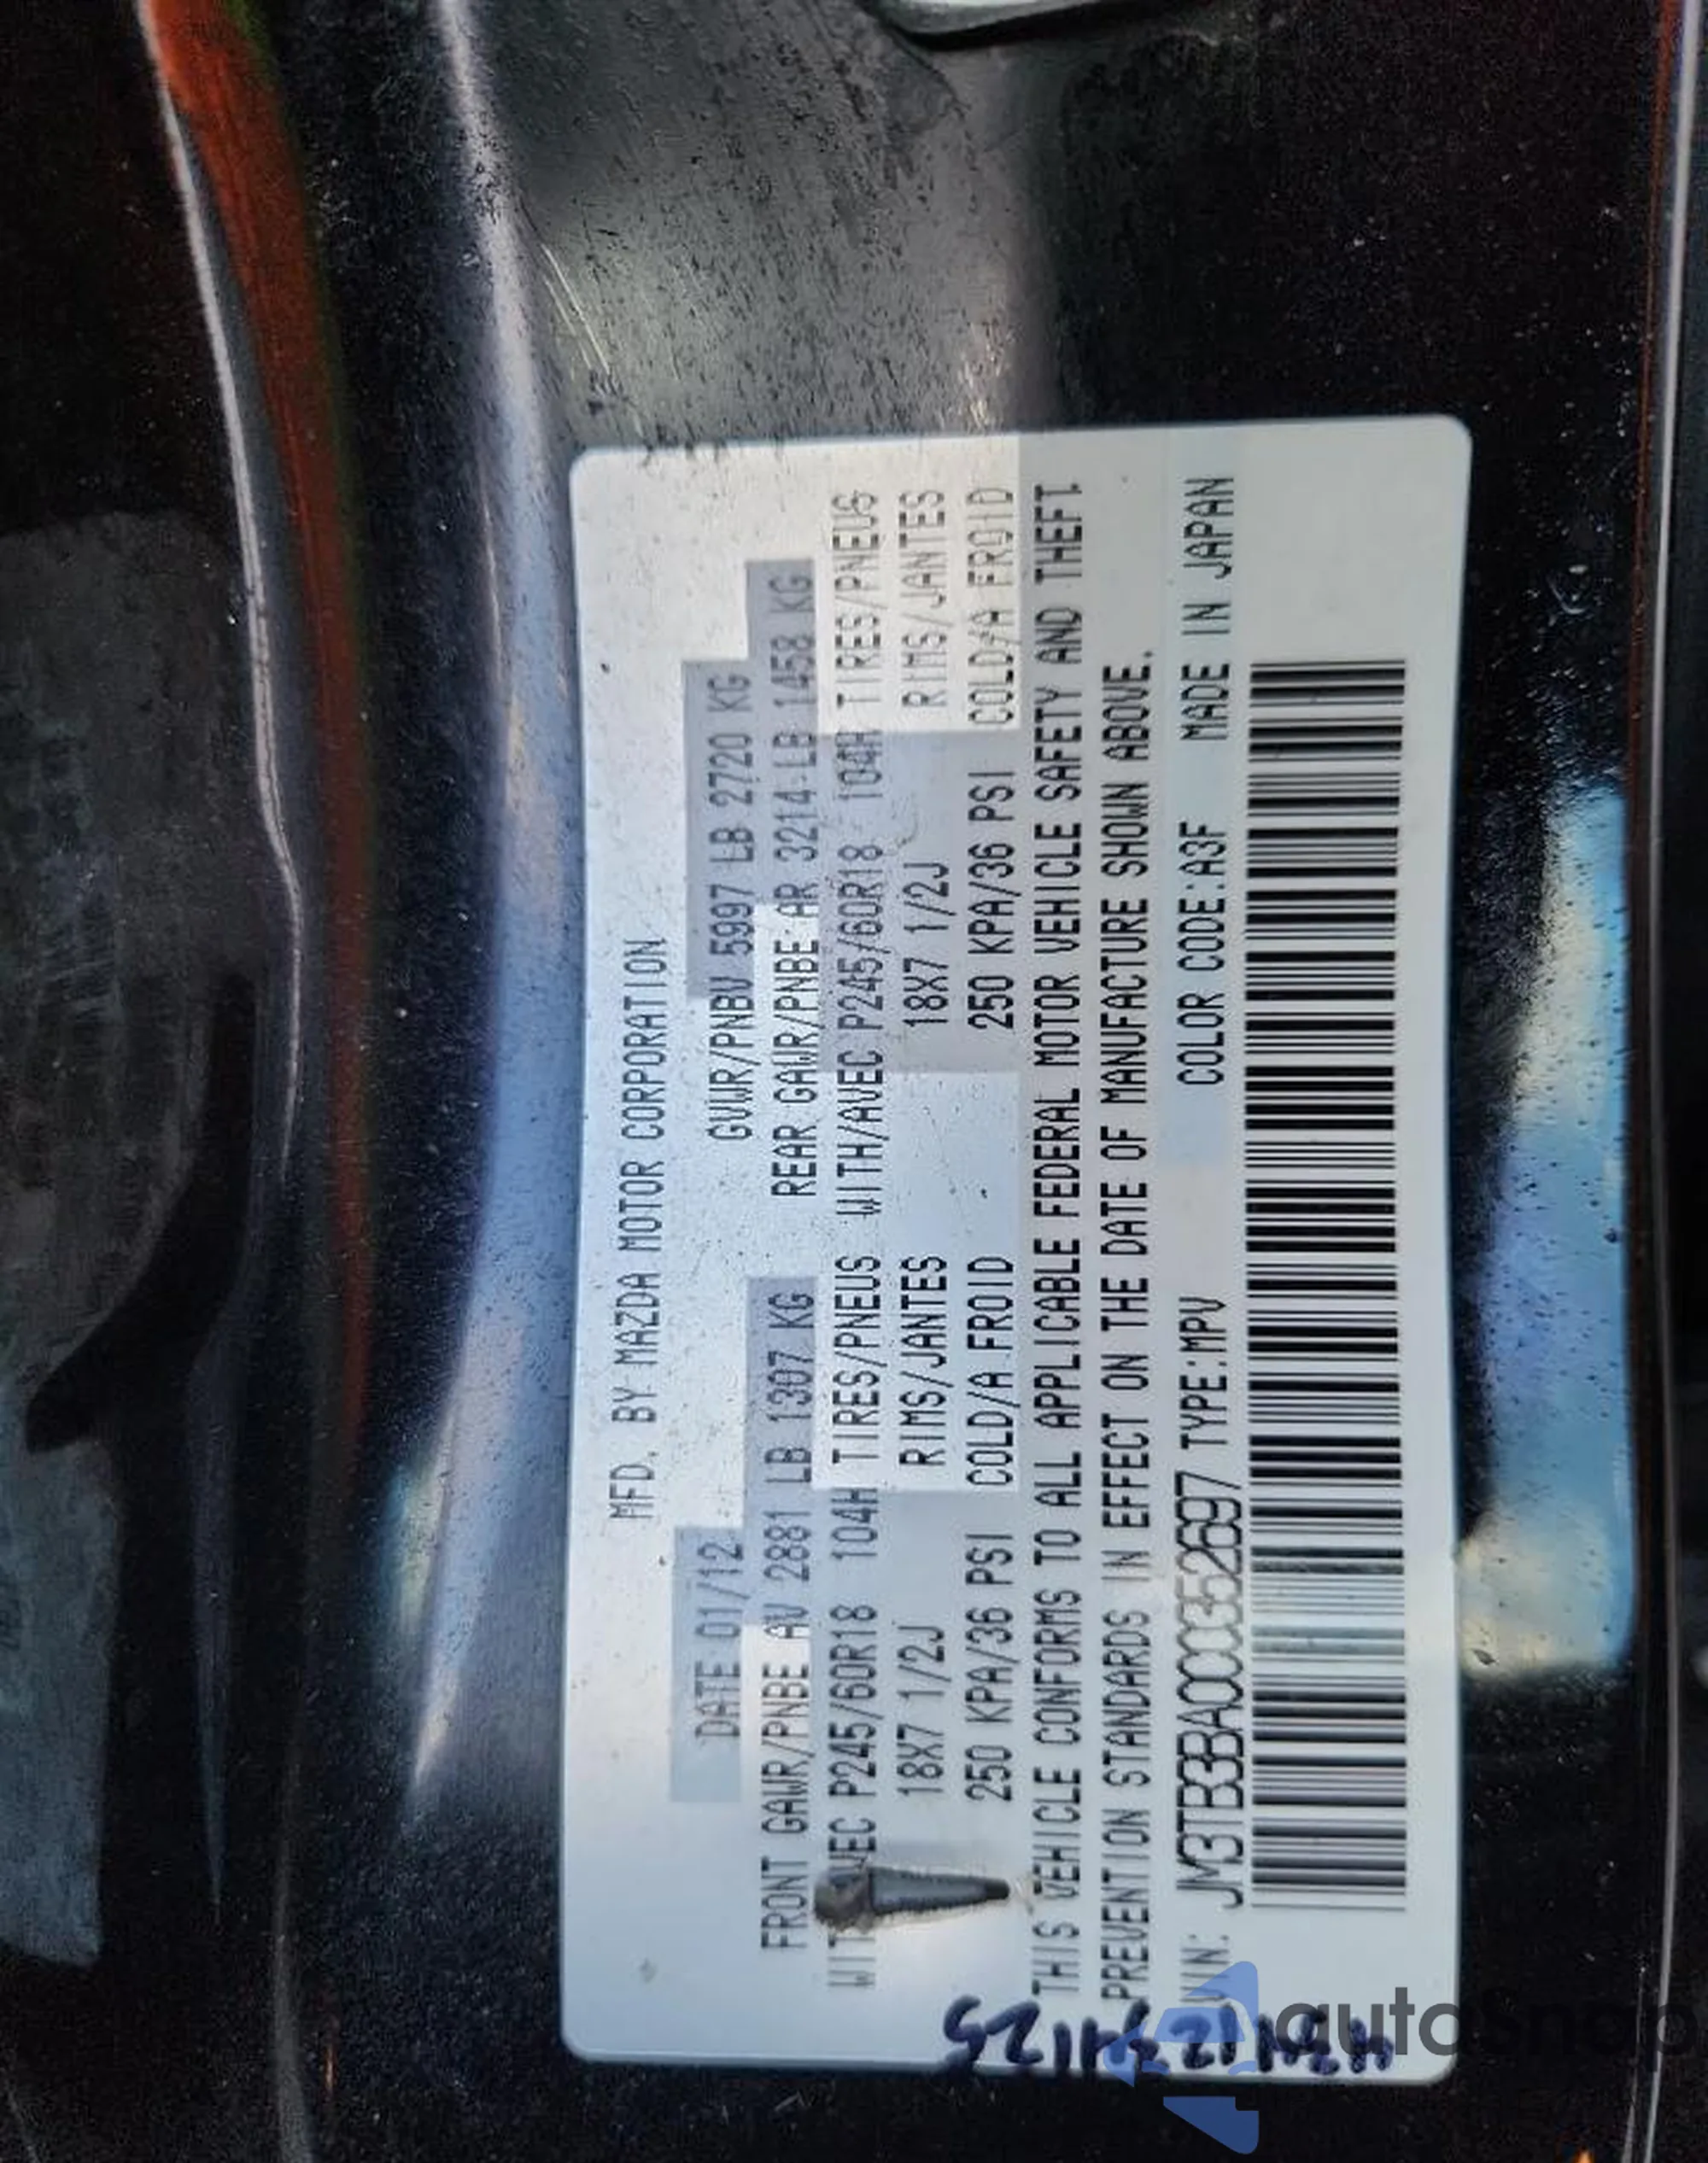 MFD. BY MAZDA MOTOR CORPORATION
DATE 01/12 GVWR/PNBV 5997 LB 2720 KG
FRONT GAWR/PNBE AV 2881 LB 1307 KG REAR GAWR/PNBE AR 3214 LB 1458 KG
P245/60R18 104H TIRES/PNEUS WITH/AVEC P245/60R18 104H TIRES/PNEUS
18X7 1/2J RIMS/JANTES 18X7 1/2J RIMS/JANTES
250 KPA/36 PSI COLD/A FROID 250 KPA/36 PSI COLD/A FROID
THIS VEHICLE CONFORMS TO ALL APPLICABLE FEDERAL MOTOR VEHICLE SAFETY AND THEFT
PREVENTION STANDARDS IN EFFECT ON THE DATE OF MANUFACTURE SHOWN ABOVE.
VIN: JM3TB3BA0C0352697 TYPE:MPV COLOR CODE:A3F MADE IN JAPAN